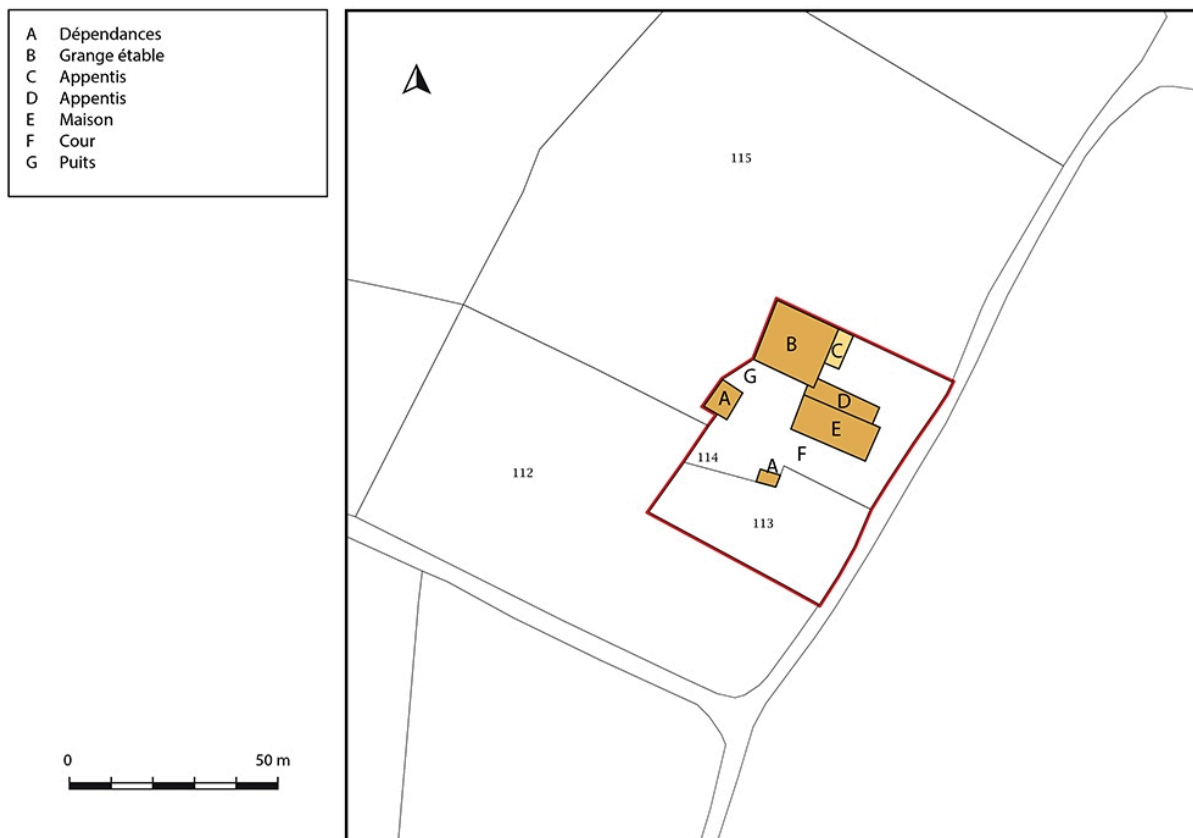 A Dépendances
B Grange étable
C Appentis
D Appentis
E Maison
F Cour
G Puits
115
B
C
G
A
D
E
F
114
A
112
113
0 50 m